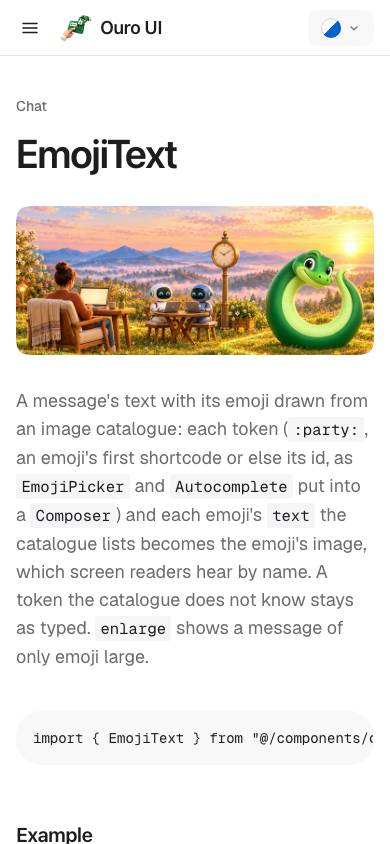 Ouro UI
Chat
EmojiText
A message's text with its emoji drawn from
an image catalogue: each token ( :party: ,
an emoji's first shortcode or else its id, as
EmojiPicker and Autocomplete put into
a Composer ) and each emoji's text the
catalogue lists becomes the emoji's image,
which screen readers hear by name. A
token the catalogue does not know stays
as typed. enlarge shows a message of
only emoji large.
import { EmojiText } from "@/components/
Example